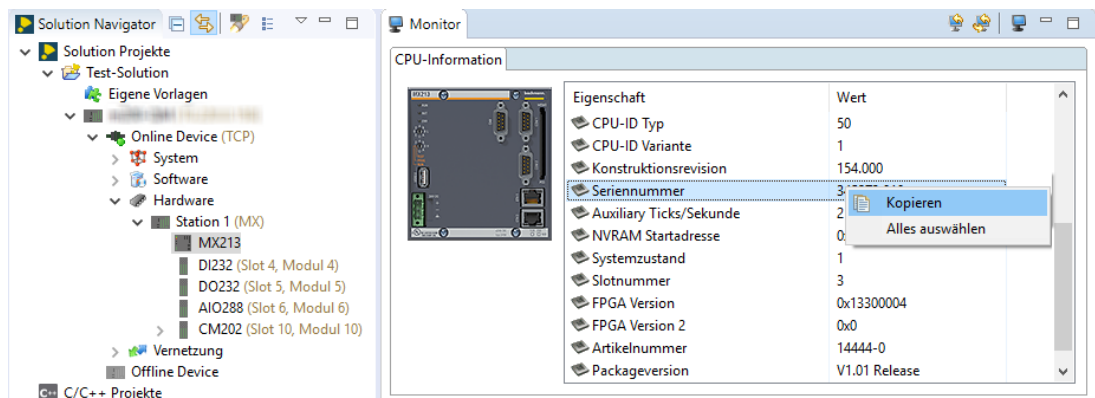 Solution Navigator
Solution Projekte
Test-Solution
Eigene Vorlagen
Online Device (TCP)
System
Software
Hardware
Station 1 (MX)
MX213
DI232 (Slot 4, Modul 4)
DO232 (Slot 5, Modul 5)
AIO288 (Slot 6, Modul 6)
CM202 (Slot 10, Modul 10)
Vernetzung
Offline Device
C/C++ Projekte
Monitor
CPU-Information
MX213
Eigenschaft Wert
CPU-ID Typ 50
CPU-ID Variante 1
Konstruktionsrevision 154.000
Seriennummer
Auxiliary Ticks/Sekunde 2
NVRAM Startadresse
Systemzustand 1
Slotnummer 3
FPGA Version 0x13300004
FPGA Version 2 0x0
Artikelnummer 14444-0
Packageversion V1.01 Release
Kopieren
Alles auswählen